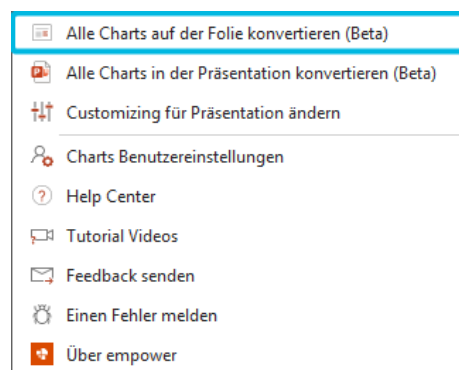 Alle Charts auf der Folie konvertieren (Beta)
Alle Charts in der Präsentation konvertieren (Beta)
Customizing für Präsentation ändern
Charts Benutzereinstellungen
Help Center
Tutorial Videos
Feedback senden
Einen Fehler melden
Über empower